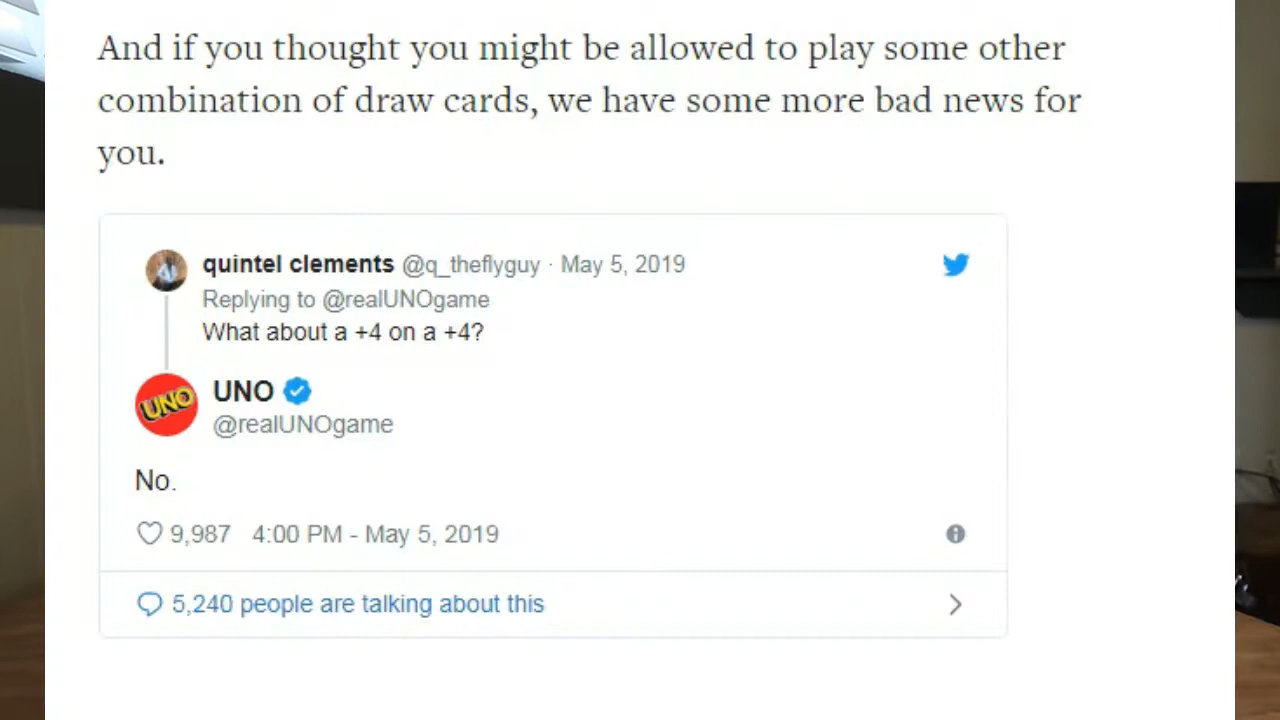 And if you thought you might be allowed to play some other
combination of draw cards, we have some more bad news for
you.
quintel clements @q_theflyguy · May 5, 2019
Replying to @realUNOgame
What about a +4 on a +4?
UNO
UNO
@realUNOgame
No.
9,987 4:00 PM - May 5, 2019
5,240 people are talking about this